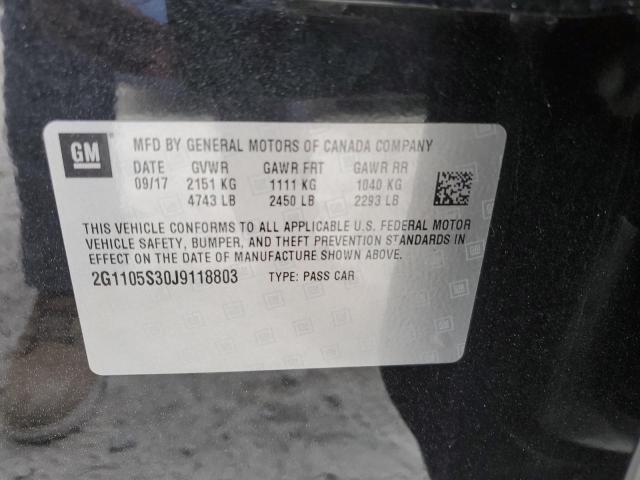 GM
MFD BY GENERAL MOTORS OF CANADA COMPANY
DATE GVWR GAWR FRT GAWR RR
09/17 2151 KG 1111 KG 1040 KG
4743 LB 2450 LB 2293 LB
THIS VEHICLE CONFORMS TO ALL APPLICABLE U.S. FEDERAL MOTOR
VEHICLE SAFETY, BUMPER, AND THEFT PREVENTION STANDARDS IN
EFFECT ON THE DATE OF MANUFACTURE SHOWN ABOVE.
2G1105S30J9118803 TYPE: PASS CAR